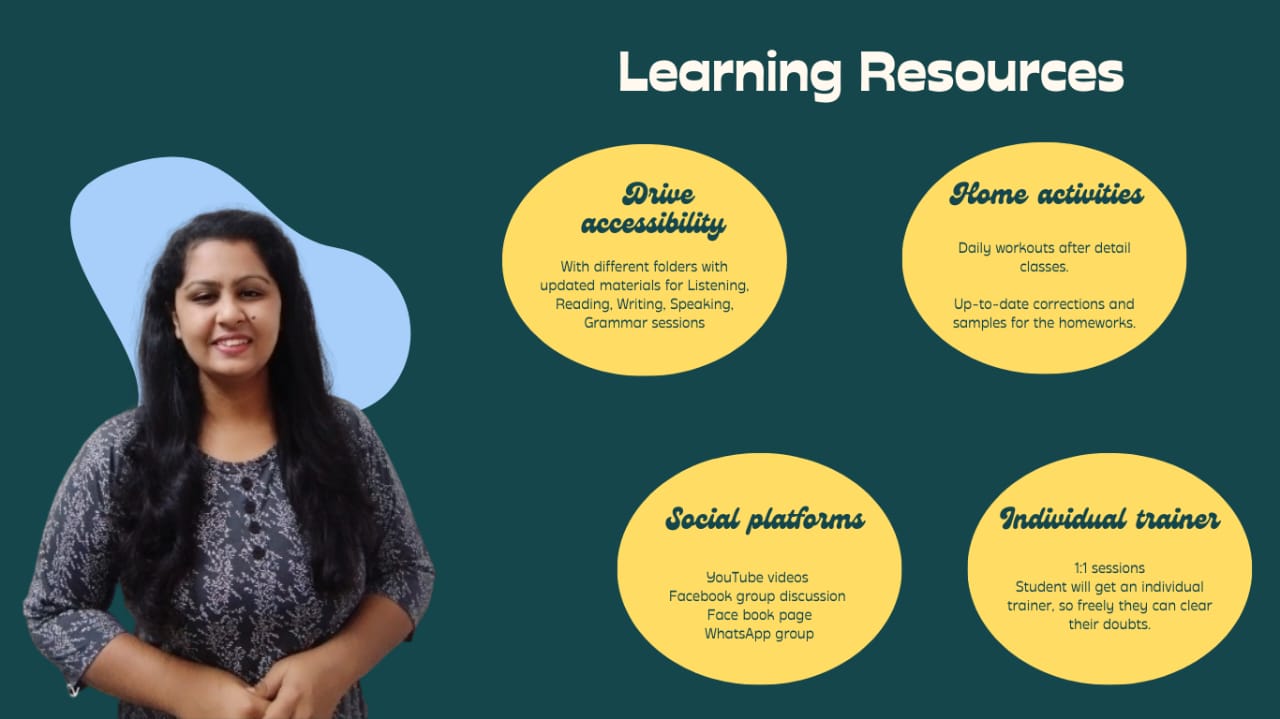 Learning Resources
Drive
accessibility
With different folders with
updated materials for Listening,
Reading, Writing, Speaking,
Grammar sessions
Home activities
Daily workouts after detail
classes.
Up-to-date corrections and
samples for the homeworks.
Social platforms
YouTube videos
Facebook group discussion
Face book page
WhatsApp group
Individual trainer
1:1 sessions
Student will get an individual
trainer, so freely they can clear
their doubts.